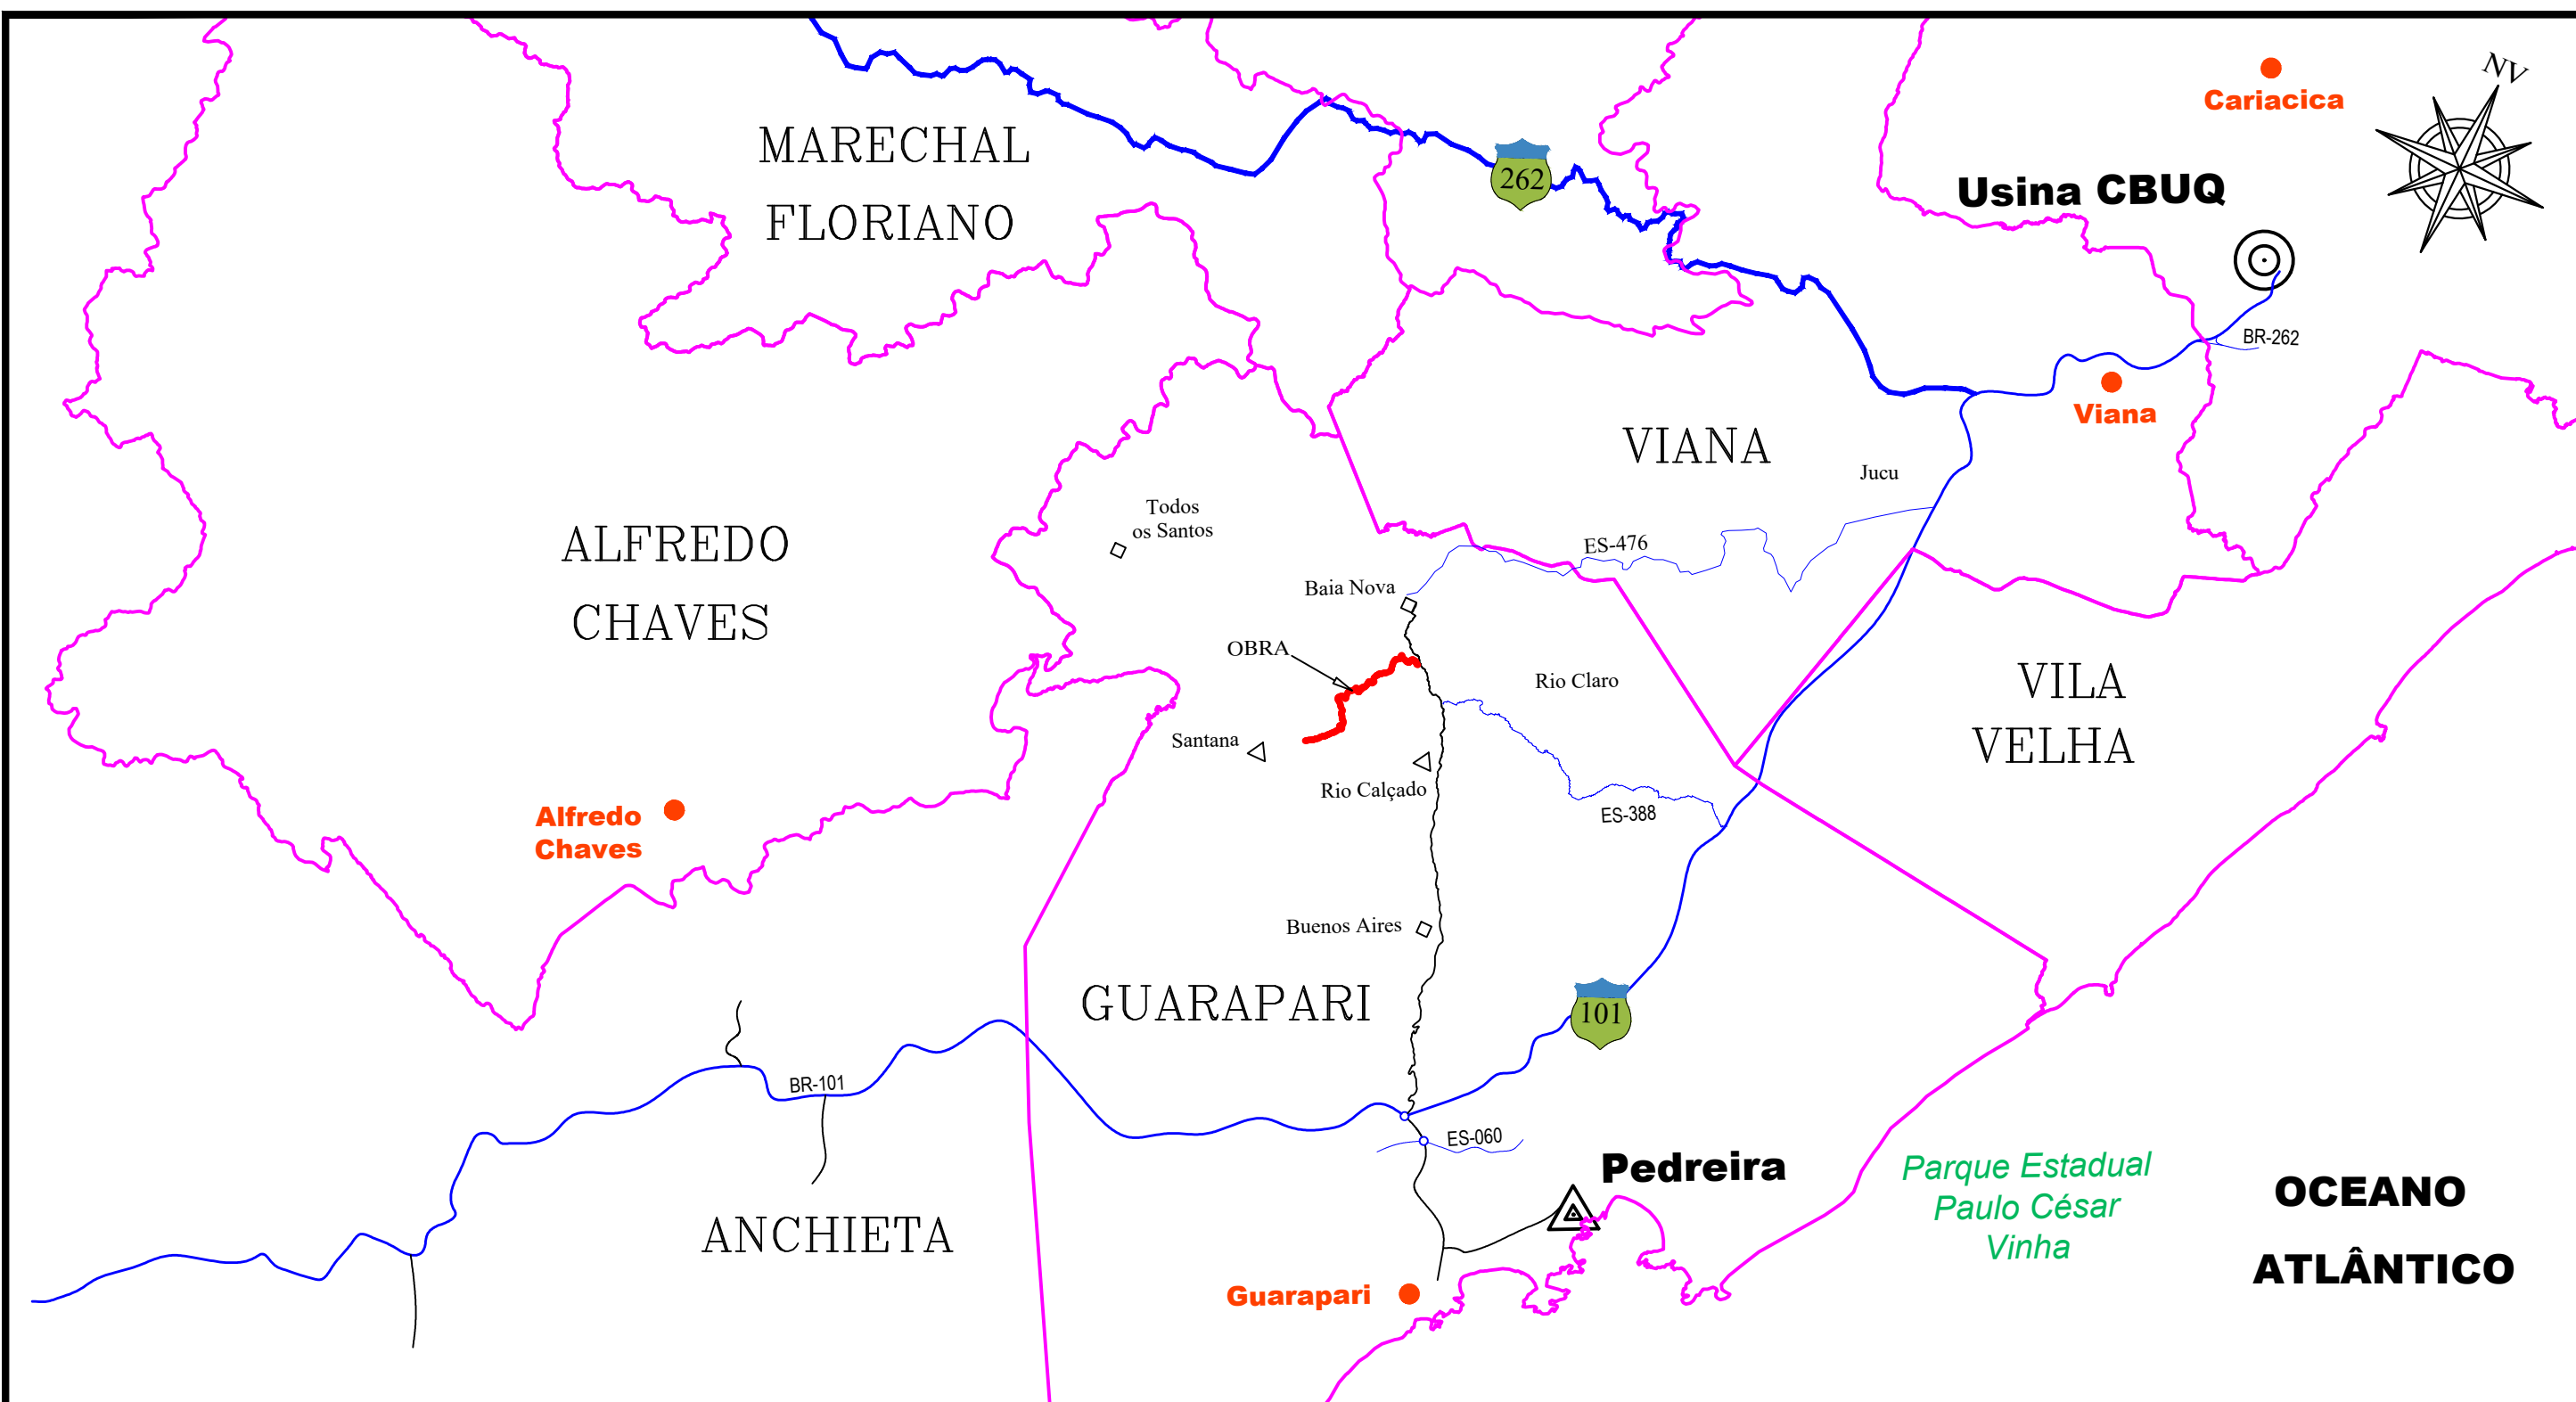 NV
Cariacica
MARECHAL
FLORIANO
262
Usina CBUQ
BR-262
Viana
VIANA
Jucu
Todos
os Santos
ALFREDO
CHAVES
ES-476
Baia Nova
OBRA
Rio Claro
VILA
VELHA
Santana
Rio Calçado
ES-388
Alfredo
Chaves
Buenos Aires
GUARAPARI
101
BR-101
ES-060
Pedreira
Parque Estadual
Paulo César
Vinha
OCEANO
ATLÂNTICO
ANCHIETA
Guarapari